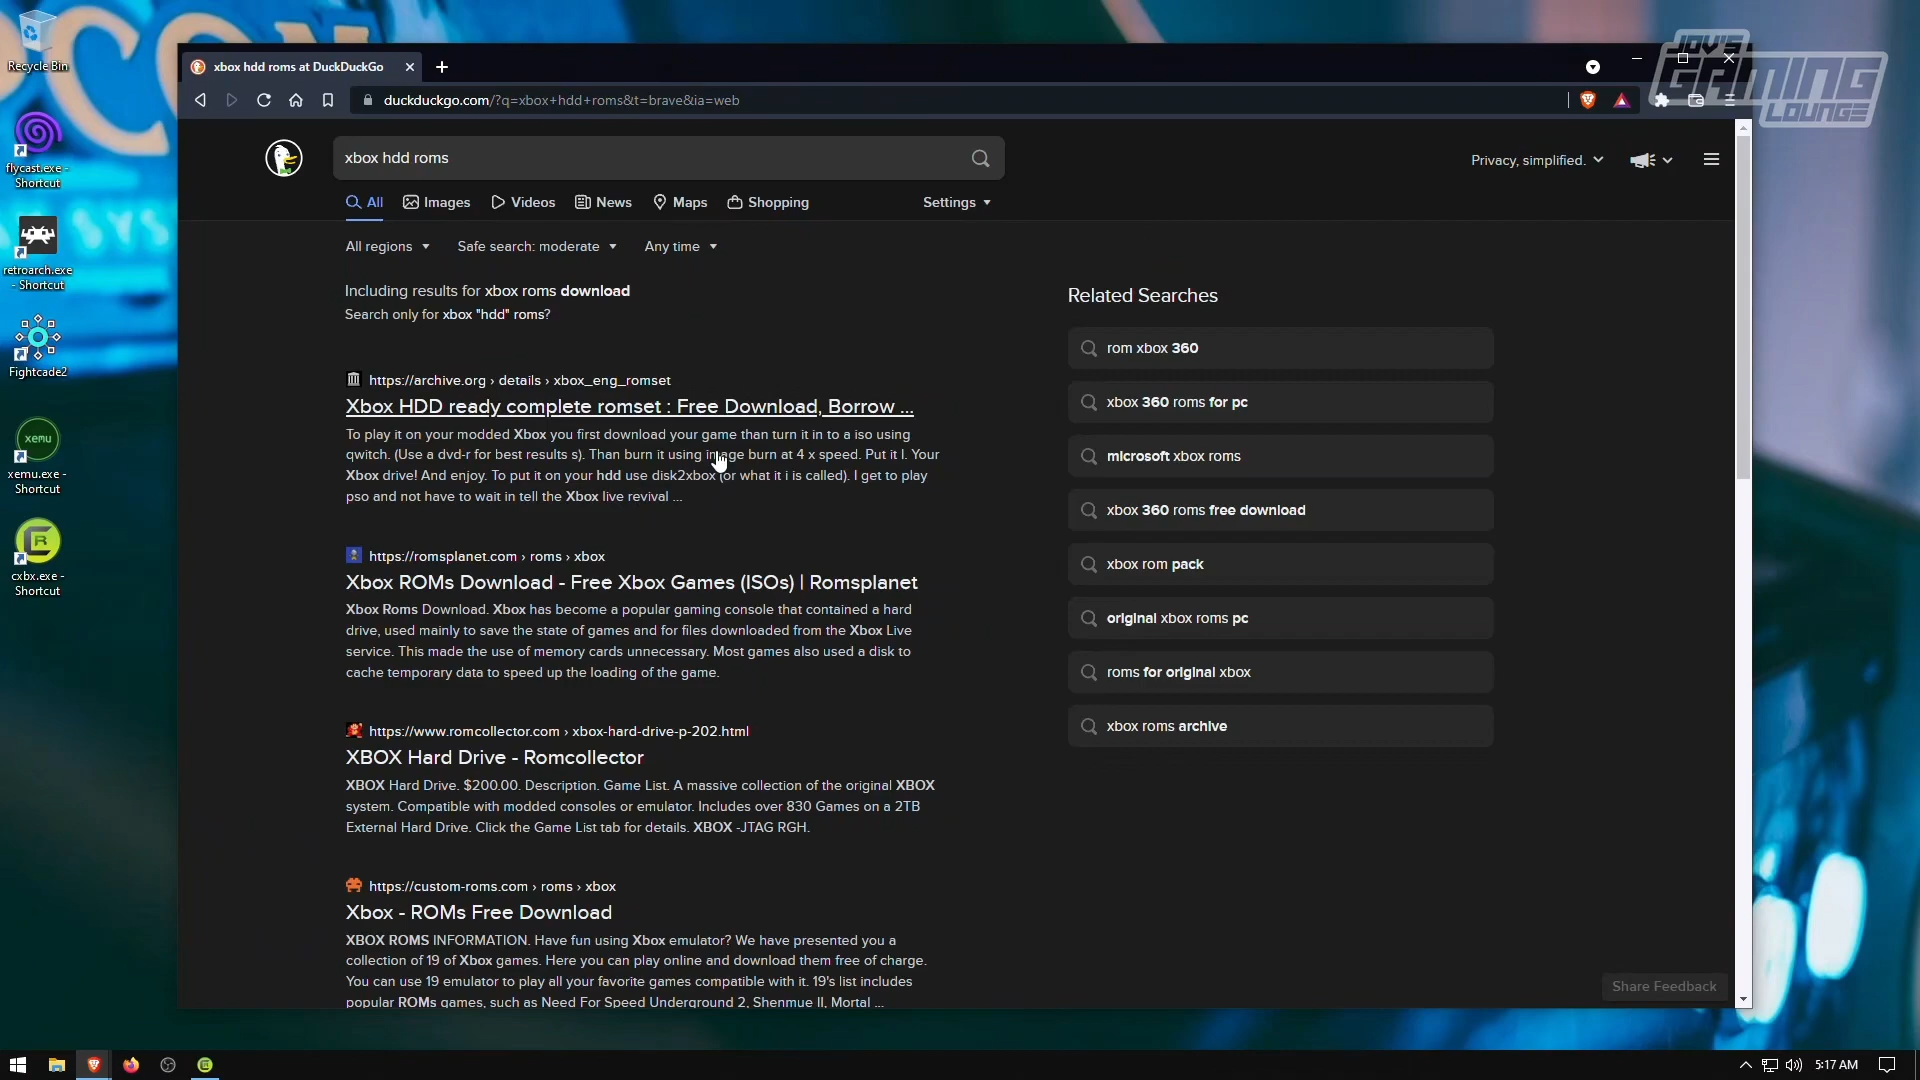 Recycle Bin
flycast.exe -
Shortcut
retroarch.exe
- Shortcut
Fightcade2
xemu
xemu.exe -
Shortcut
cxbx.exe -
Shortcut
JOV'S
GAMING
LOUNGE
xbox hdd roms at DuckDuckGo
duckduckgo.com/?q=xbox+hdd+roms&t=brave&ia=web
xbox hdd roms
Privacy, simplified.
All
Images
Videos
News
Maps
Shopping
Settings
All regions
Safe search: moderate
Any time
Including results for xbox roms download
Search only for xbox "hdd" roms?
https://archive.org › details › xbox_eng_romset
Xbox HDD ready complete romset : Free Download, Borrow ...
To play it on your modded Xbox you first download your game than turn it in to a iso using
qwitch. (Use a dvd-r for best results s). Than burn it using image burn at 4 x speed. Put it I. Your
Xbox drive! And enjoy. To put it on your hdd use disk2xbox (or what it i is called). I get to play
pso and not have to wait in tell the Xbox live revival ...
https://romsplanet.com › roms › xbox
Xbox ROMs Download - Free Xbox Games (ISOs) | Romsplanet
Xbox Roms Download. Xbox has become a popular gaming console that contained a hard
drive, used mainly to save the state of games and for files downloaded from the Xbox Live
service. This made the use of memory cards unnecessary. Most games also used a disk to
cache temporary data to speed up the loading of the game.
https://www.romcollector.com › xbox-hard-drive-p-202.html
XBOX Hard Drive - Romcollector
XBOX Hard Drive. $200.00. Description. Game List. A massive collection of the original XBOX
system. Compatible with modded consoles or emulator. Includes over 830 Games on a 2TB
External Hard Drive. Click the Game List tab for details. XBOX -JTAG RGH.
https://custom-roms.com › roms › xbox
Xbox - ROMs Free Download
XBOX ROMS INFORMATION. Have fun using Xbox emulator? We have presented you a
collection of 19 of Xbox games. Here you can play online and download them free of charge.
You can use 19 emulator to play all your favorite games compatible with it. 19's list includes
popular ROMs games, such as Need For Speed Underground 2, Shenmue II, Mortal ...
Related Searches
rom xbox 360
xbox 360 roms for pc
microsoft xbox roms
xbox 360 roms free download
xbox rom pack
original xbox roms pc
roms for original xbox
xbox roms archive
Share Feedback
5:17 AM